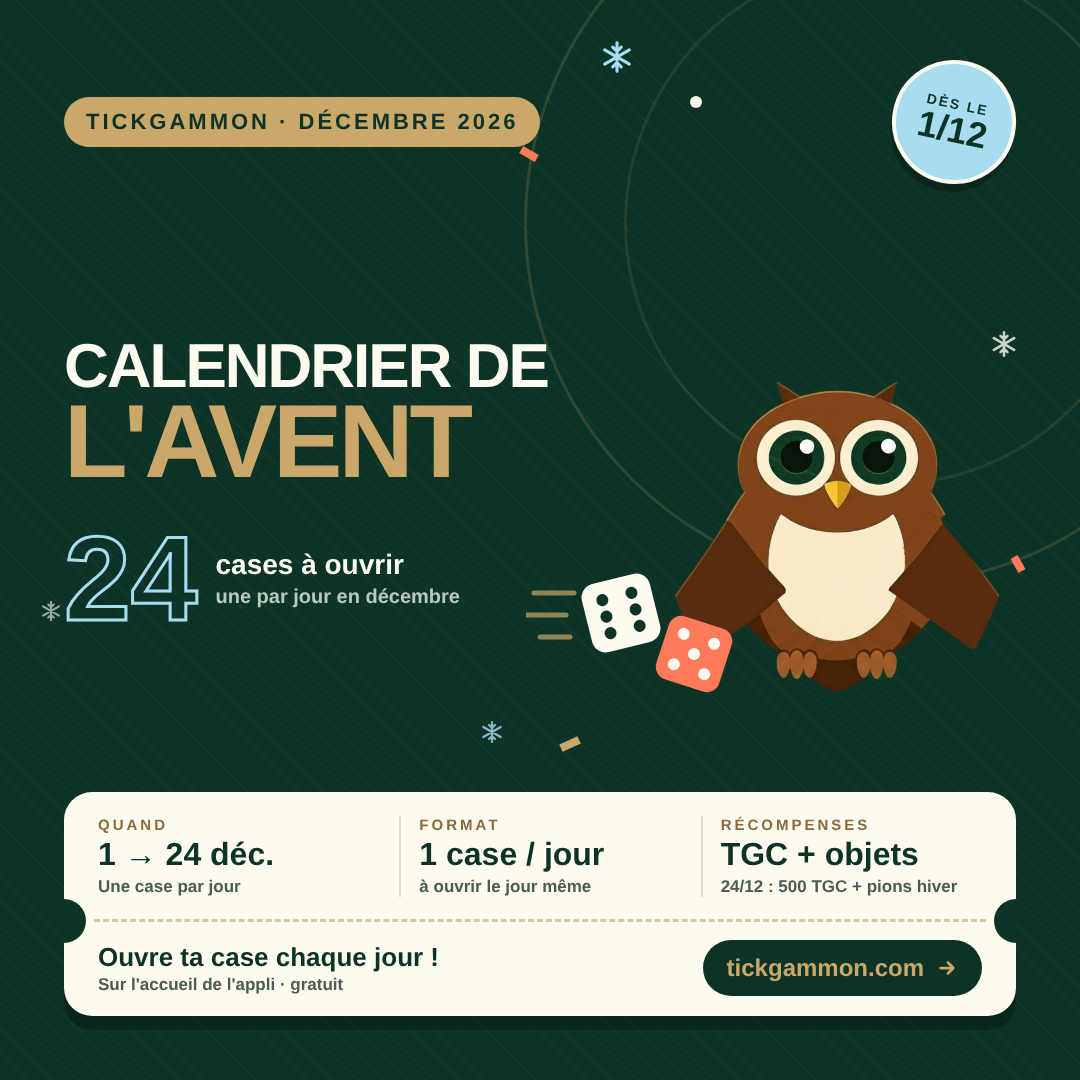 TICKGAMMON · DÉCEMBRE 2026
DÈS LE
1/12
CALENDRIER DE
L'AVENT
24
cases à ouvrir
une par jour en décembre
QUAND
1 → 24 déc.
Une case par jour
FORMAT
1 case / jour
à ouvrir le jour même
RÉCOMPENSES
TGC + objets
24/12 : 500 TGC + pions hiver
Ouvre ta case chaque jour !
Sur l'accueil de l'appli · gratuit
tickgammon.com →